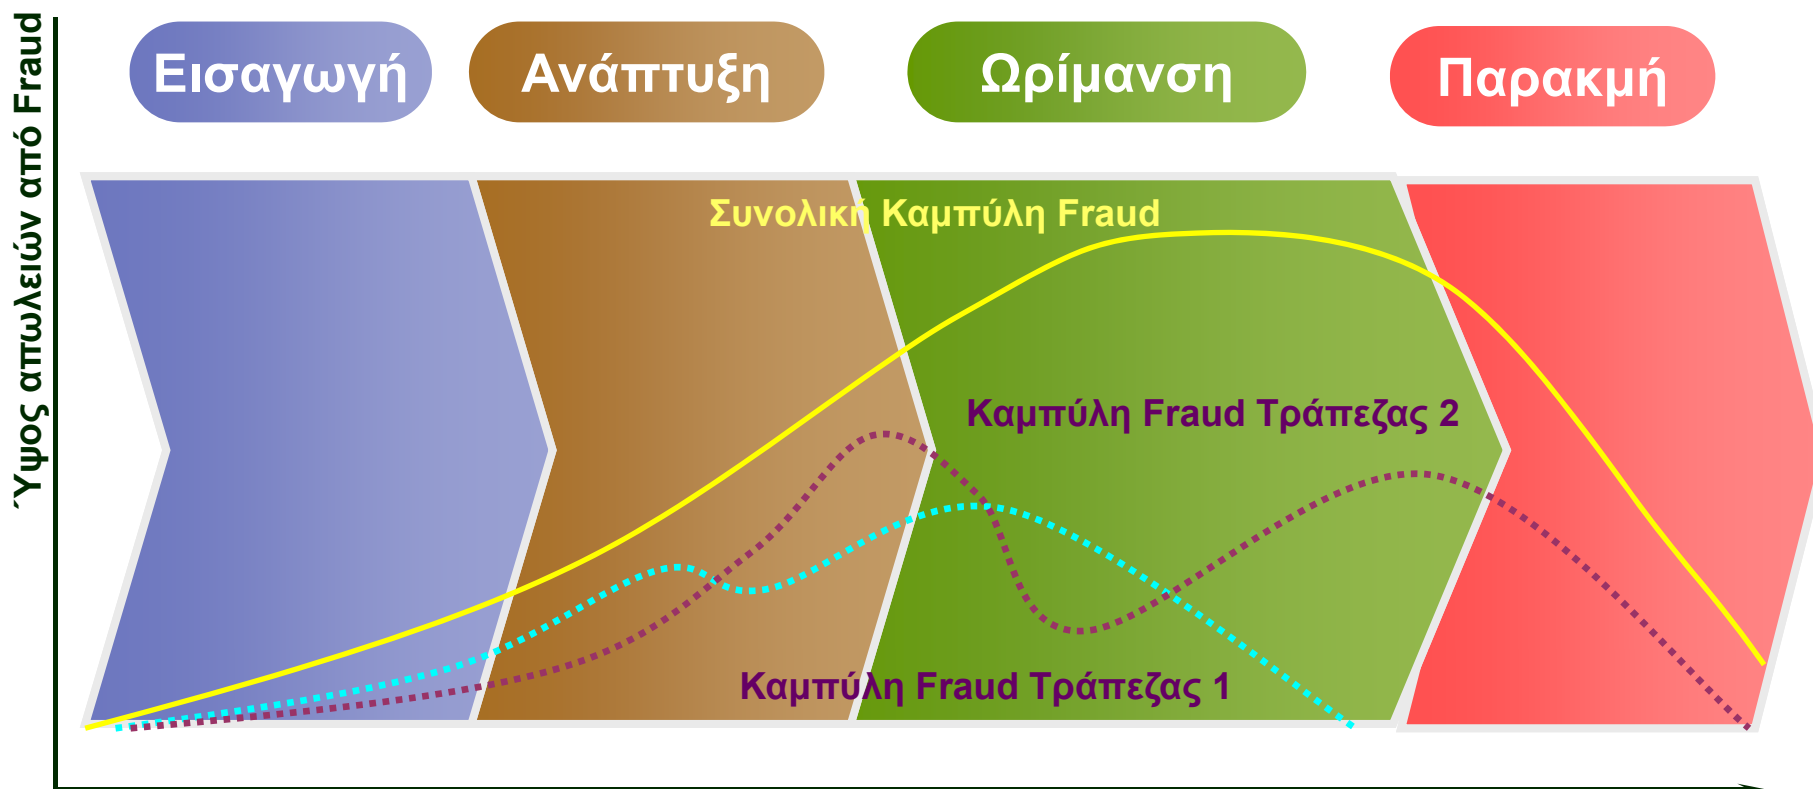 Ύψος απωλειών από Fraud
Εισαγωγή
Ανάπτυξη
Ωρίμανση
Παρακμή
Συνολική Καμπύλη Fraud
Καμπύλη Fraud Τράπεζας 2
Καμπύλη Fraud Τράπεζας 1